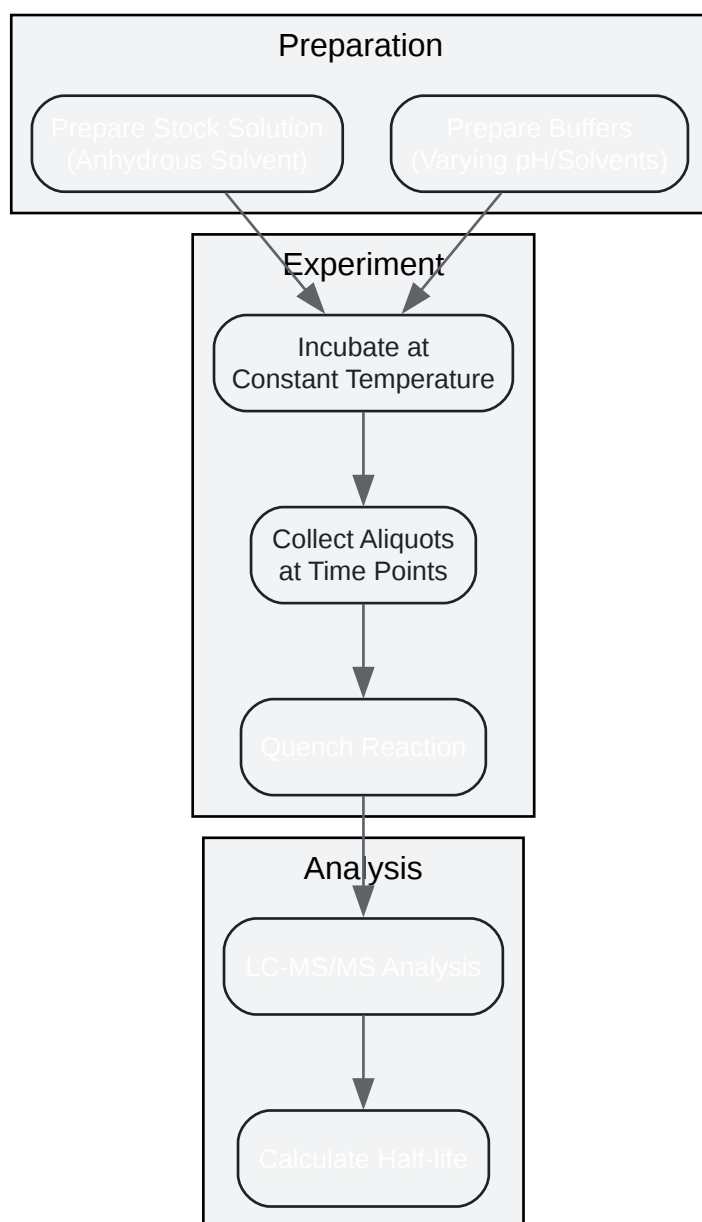 Preparation
Prepare Stock Solution
(Anhydrous Solvent)
Prepare Buffers
(Varying pH/Solvents)
Experiment
Incubate at
Constant Temperature
Collect Aliquots
at Time Points
Quench Reaction
Analysis
LC-MS/MS Analysis
Calculate Half-life